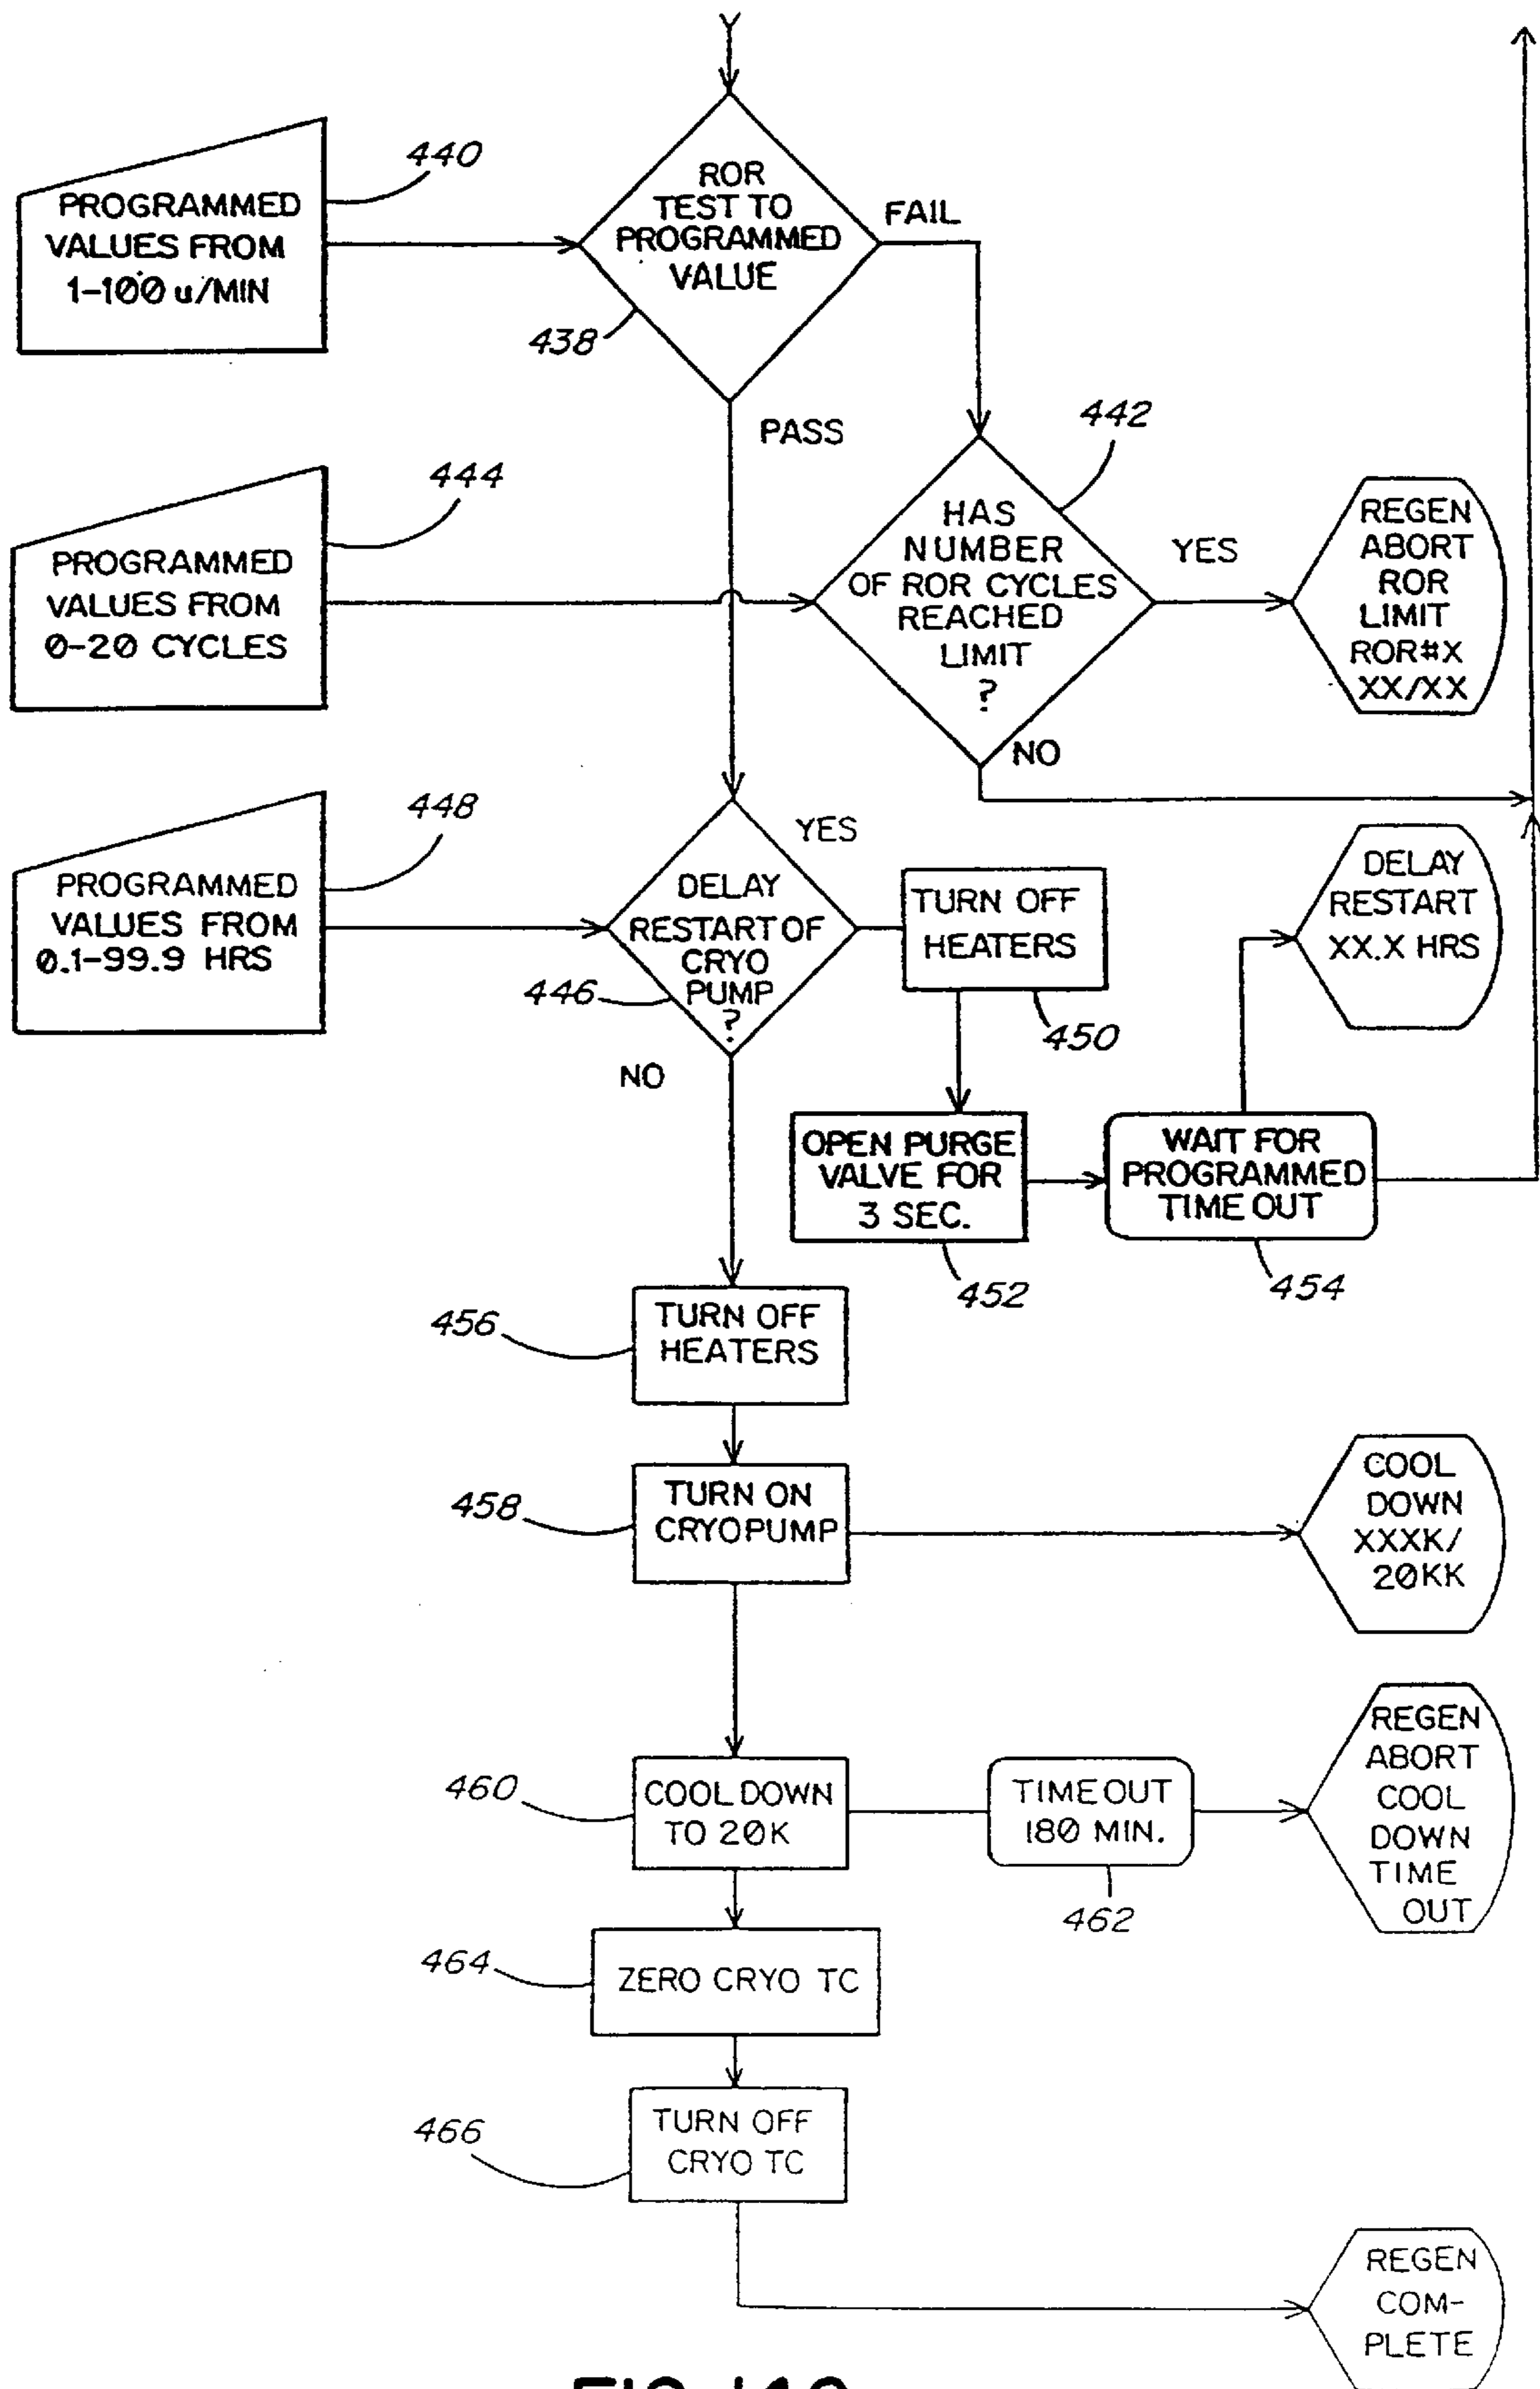 440
PROGRAMMED
VALUES FROM
1-100 u/MIN
ROR
TEST TO
PROGRAMMED
VALUE
FAIL
438
PASS
442
444
PROGRAMMED
VALUES FROM
0-20 CYCLES
HAS
NUMBER
OF ROR CYCLES
REACHED
LIMIT
?
YES
REGEN
ABORT
ROR
LIMIT
ROR#X
XX/XX
NO
448
PROGRAMMED
VALUES FROM
0.1-99.9 HRS
YES
DELAY
RESTART OF
CRYO
PUMP
?
446
NO
TURN OFF
HEATERS
450
DELAY
RESTART
XX.X HRS
OPEN PURGE
VALVE FOR
3 SEC.
452
WAIT FOR
PROGRAMMED
TIME OUT
454
456
TURN OFF
HEATERS
458
TURN ON
CRYOPUMP
COOL
DOWN
XXXK/
20KK
460
COOL DOWN
TO 20K
TIME OUT
180 MIN.
462
REGEN
ABORT
COOL
DOWN
TIME
OUT
464
ZERO CRYO TC
466
TURN OFF
CRYO TC
REGEN
COM-
PLETE